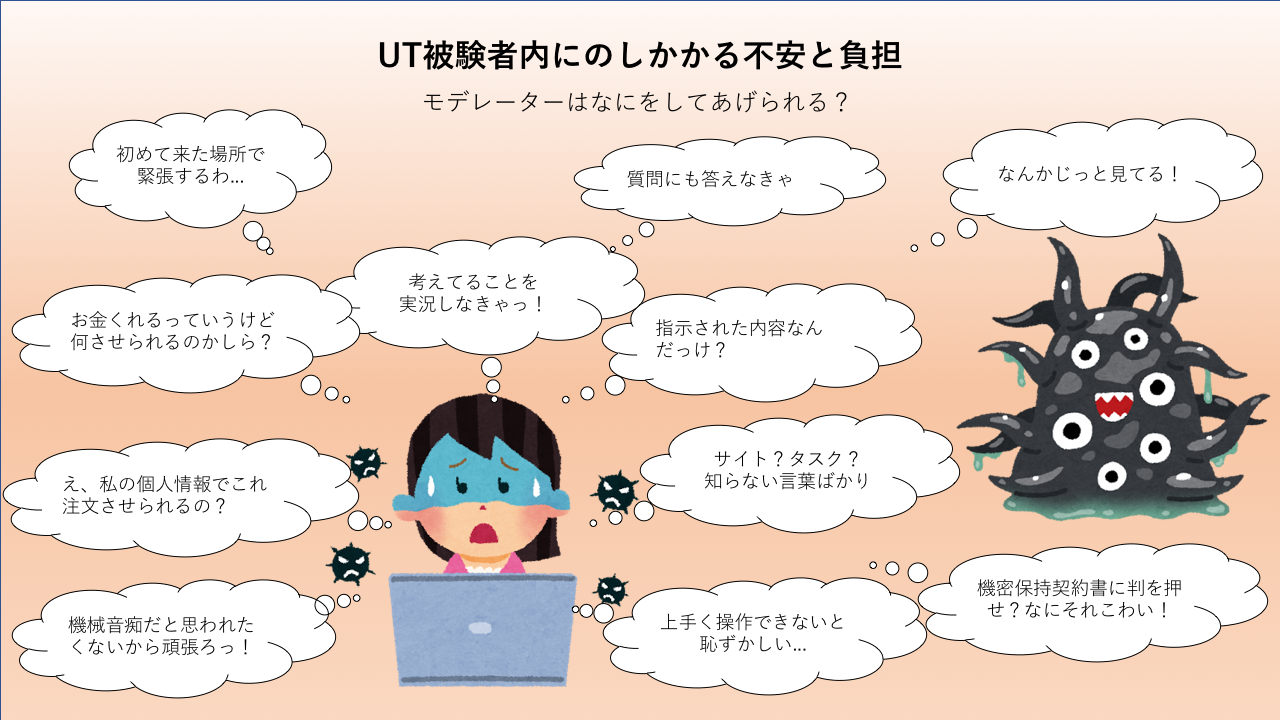 UT被験者内にのしかかる不安と負担
モデレーターはなにをしてあげられる？
初めて来た場所で
緊張するわ…
質問にも答えなきゃ
なんかじっと見てる！
考えてることを
実況しなきゃっ！
お金くれるっていうけど
何させられるのかしら？
指示された内容なん
だっけ？
え、私の個人情報でこれ
注文させられるの？
サイト？タスク？
知らない言葉ばかり
機械音痴だと思われた
くないから頑張ろっ！
上手く操作できないと
恥ずかしい…
機密保持契約書に判を押
せ？なにそれこわい！